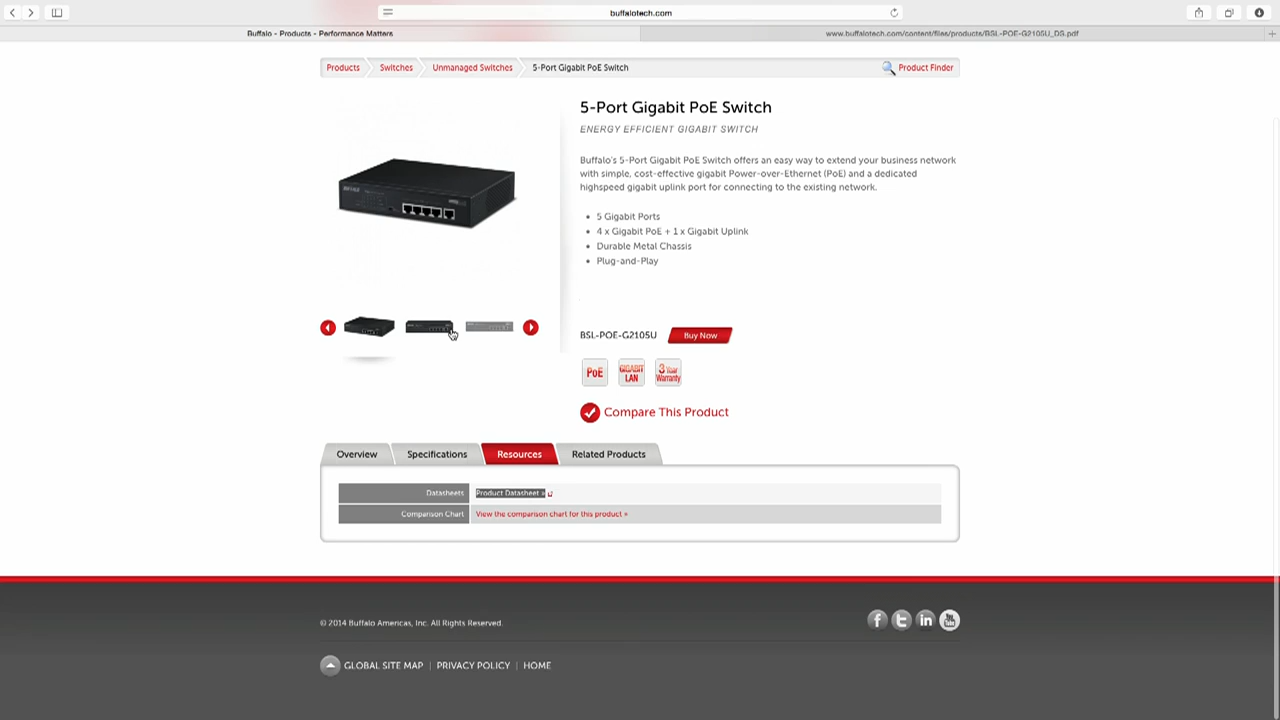 buffalotech.com
Buffalo - Products - Performance Matters
www.buffalotech.com/content/files/products/BSL-POE-G2105U_DS.pdf
Products Switches Unmanaged Switches 5-Port Gigabit PoE Switch Product Finder
5-Port Gigabit PoE Switch
ENERGY EFFICIENT GIGABIT SWITCH
Buffalo's 5-Port Gigabit PoE Switch offers an easy way to extend your business network
with simple, cost-effective gigabit Power-over-Ethernet (PoE) and a dedicated
highspeed gigabit uplink port for connecting to the existing network.
• 5 Gigabit Ports
• 4 x Gigabit PoE + 1 x Gigabit Uplink
• Durable Metal Chassis
• Plug-and-Play
BSL-POE-G2105U Buy Now
PoE
GIGABIT
LAN
3 Year
Warranty
Compare This Product
Overview Specifications Resources Related Products
Datasheets Product Datasheet »
Comparison Chart View the comparison chart for this product »
© 2014 Buffalo Americas, Inc. All Rights Reserved.
GLOBAL SITE MAP | PRIVACY POLICY | HOME